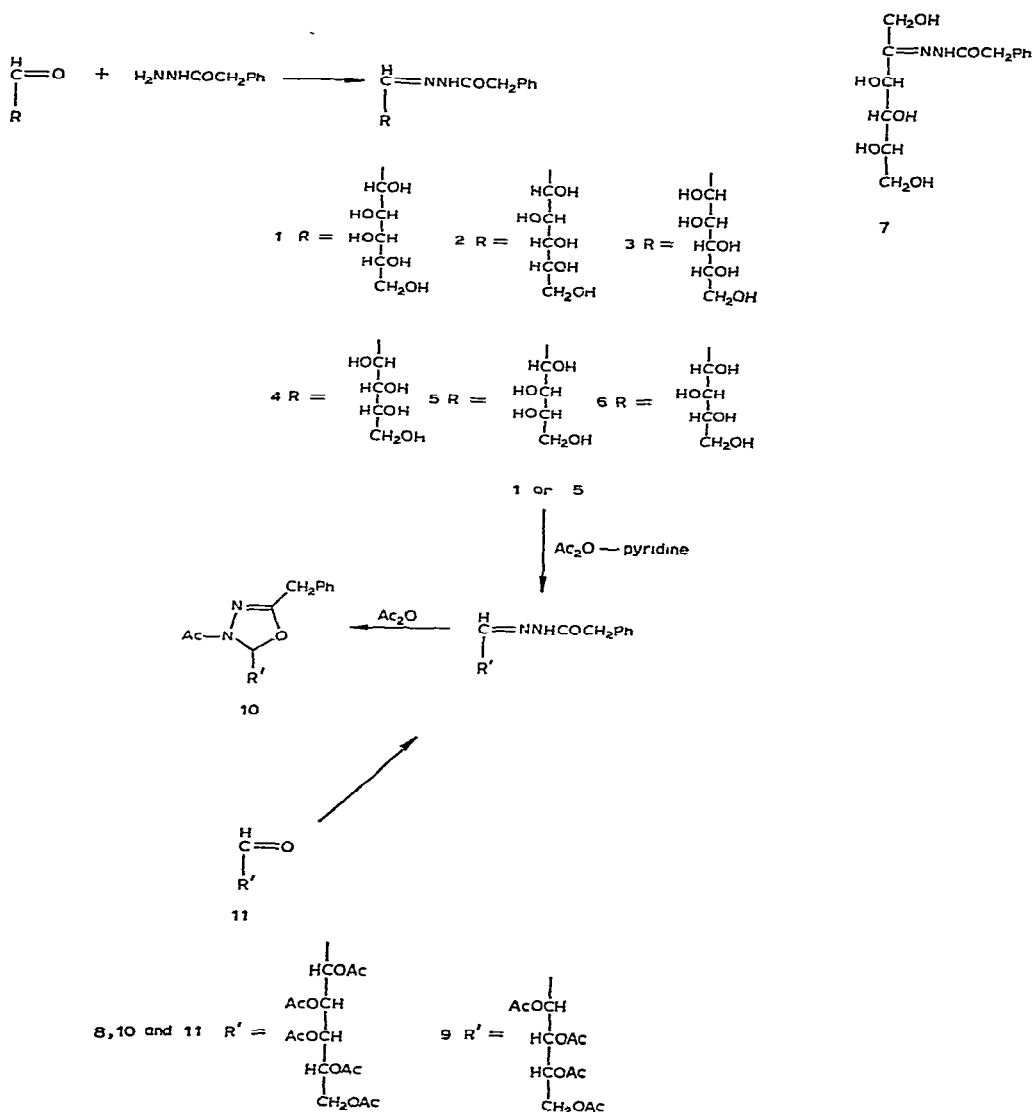 H
C=O + H2NNHCOCH2Ph → H
C=NNHCOCH2Ph
R
R
CH2OH
C=NNHCOCH2Ph
HOCH
HCOH
HOCH
CH2OH
7
1 R =
HCOH
HOCH
HOCH
HCOH
CH2OH
2 R =
HCOH
HOCH
HCOH
HCOH
CH2OH
3 R =
HOCH
HOCH
HCOH
HCOH
CH2OH
4 R =
HOCH
HCOH
HCOH
CH2OH
5 R =
HCOH
HOCH
HOCH
CH2OH
6 R =
HCOH
HOCH
HCOH
CH2OH
1 or 5
Ac2O — pyridine
CH2Ph
N
Ac—N
O
R'
10
Ac2O
H
C=NNHCOCH2Ph
R'
H
C=O
R'
11
8,10 and 11 R' =
HCOAc
AcOCH
AcOCH
HCOAc
CH2OAc
9 R' =
AcOCH
HCOAc
HCOAc
CH2OAc